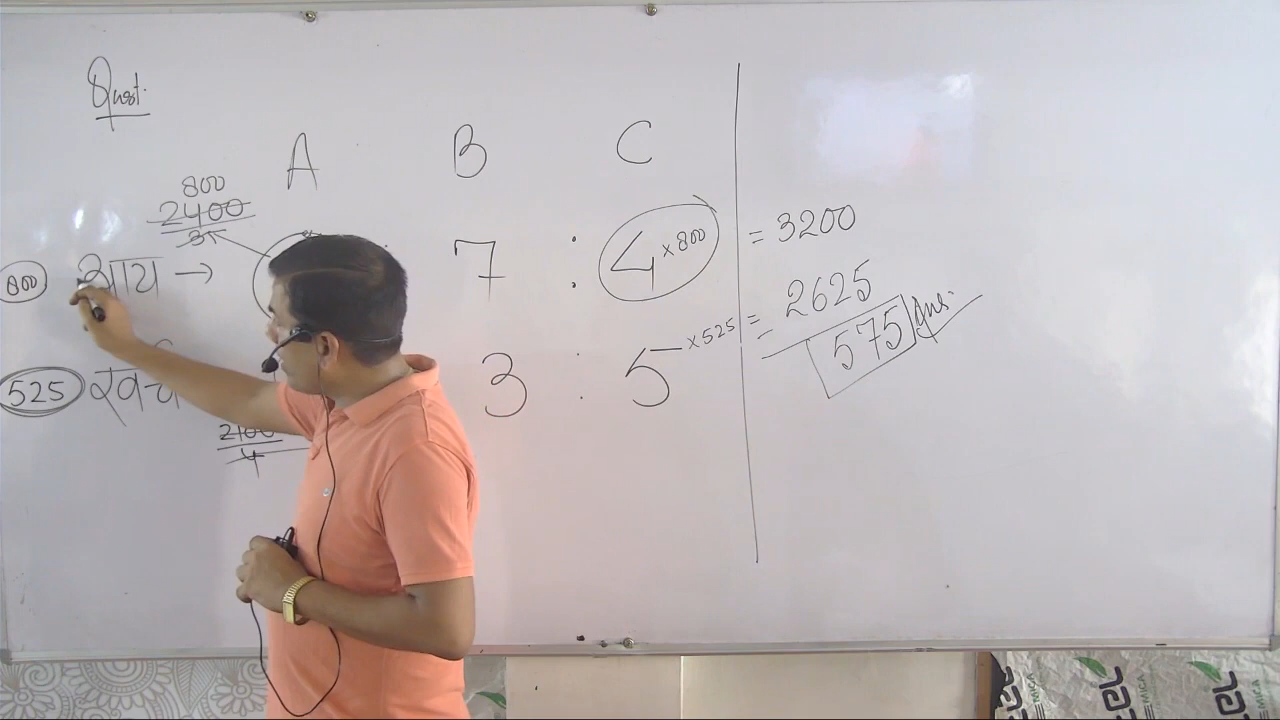 Quest.
A B C
800
2400
3
800 आय → 7 : 4 ×800 = 3200
525 खर्च 3 : 5 ×525 = 2625
2100
4
575 Ans.